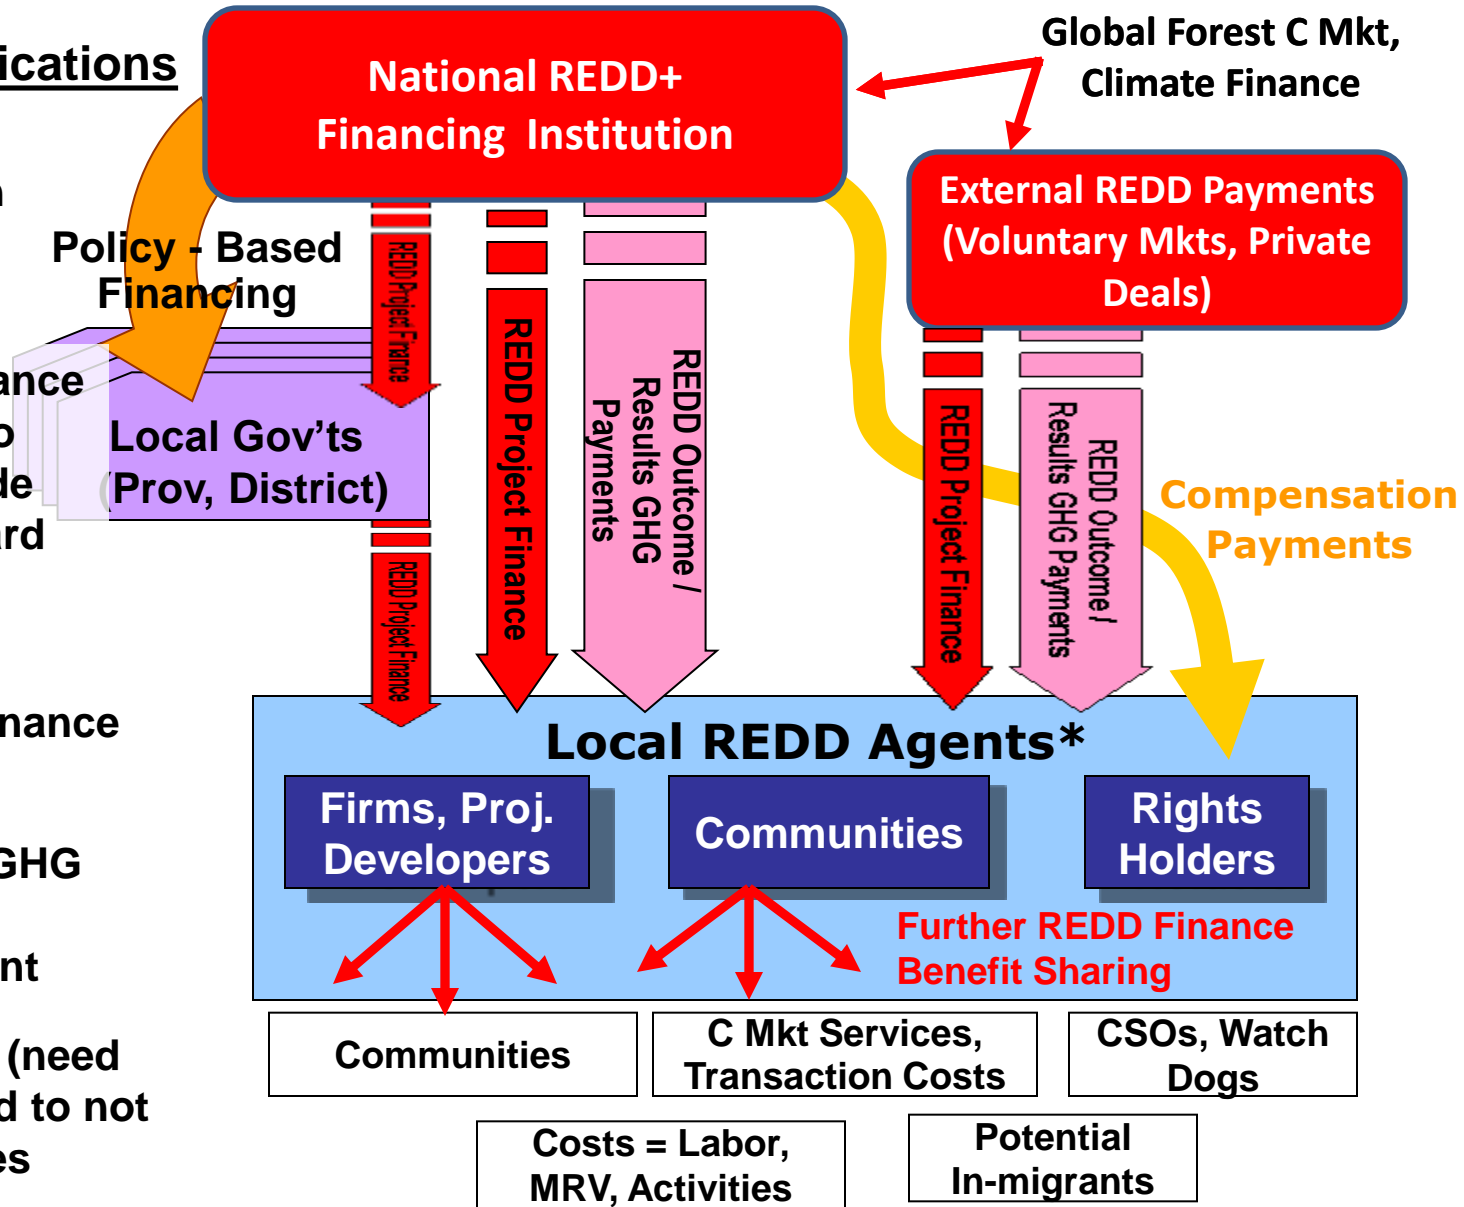 ications
National REDD+
Financing Institution
Global Forest C Mkt,
Climate Finance
External REDD Payments
(Voluntary Mkts, Private
Deals)
Policy - Based
Financing
REDD Project Finance
REDD Project Finance
REDD Outcome /
Results GHG
Payments
REDD Project Finance
REDD Outcome /
Results GHG Payments
Compensation
Payments
Local Gov'ts
(Prov, District)
REDD Project Finance
n
ance
o
de
ard
inance
GHG
nt
(need
d to not
es
Local REDD Agents*
Firms, Proj.
Developers
Communities
Rights
Holders
Further REDD Finance
Benefit Sharing
Communities
C Mkt Services,
Transaction Costs
CSOs, Watch
Dogs
Costs = Labor,
MRV, Activities
Potential
In-migrants